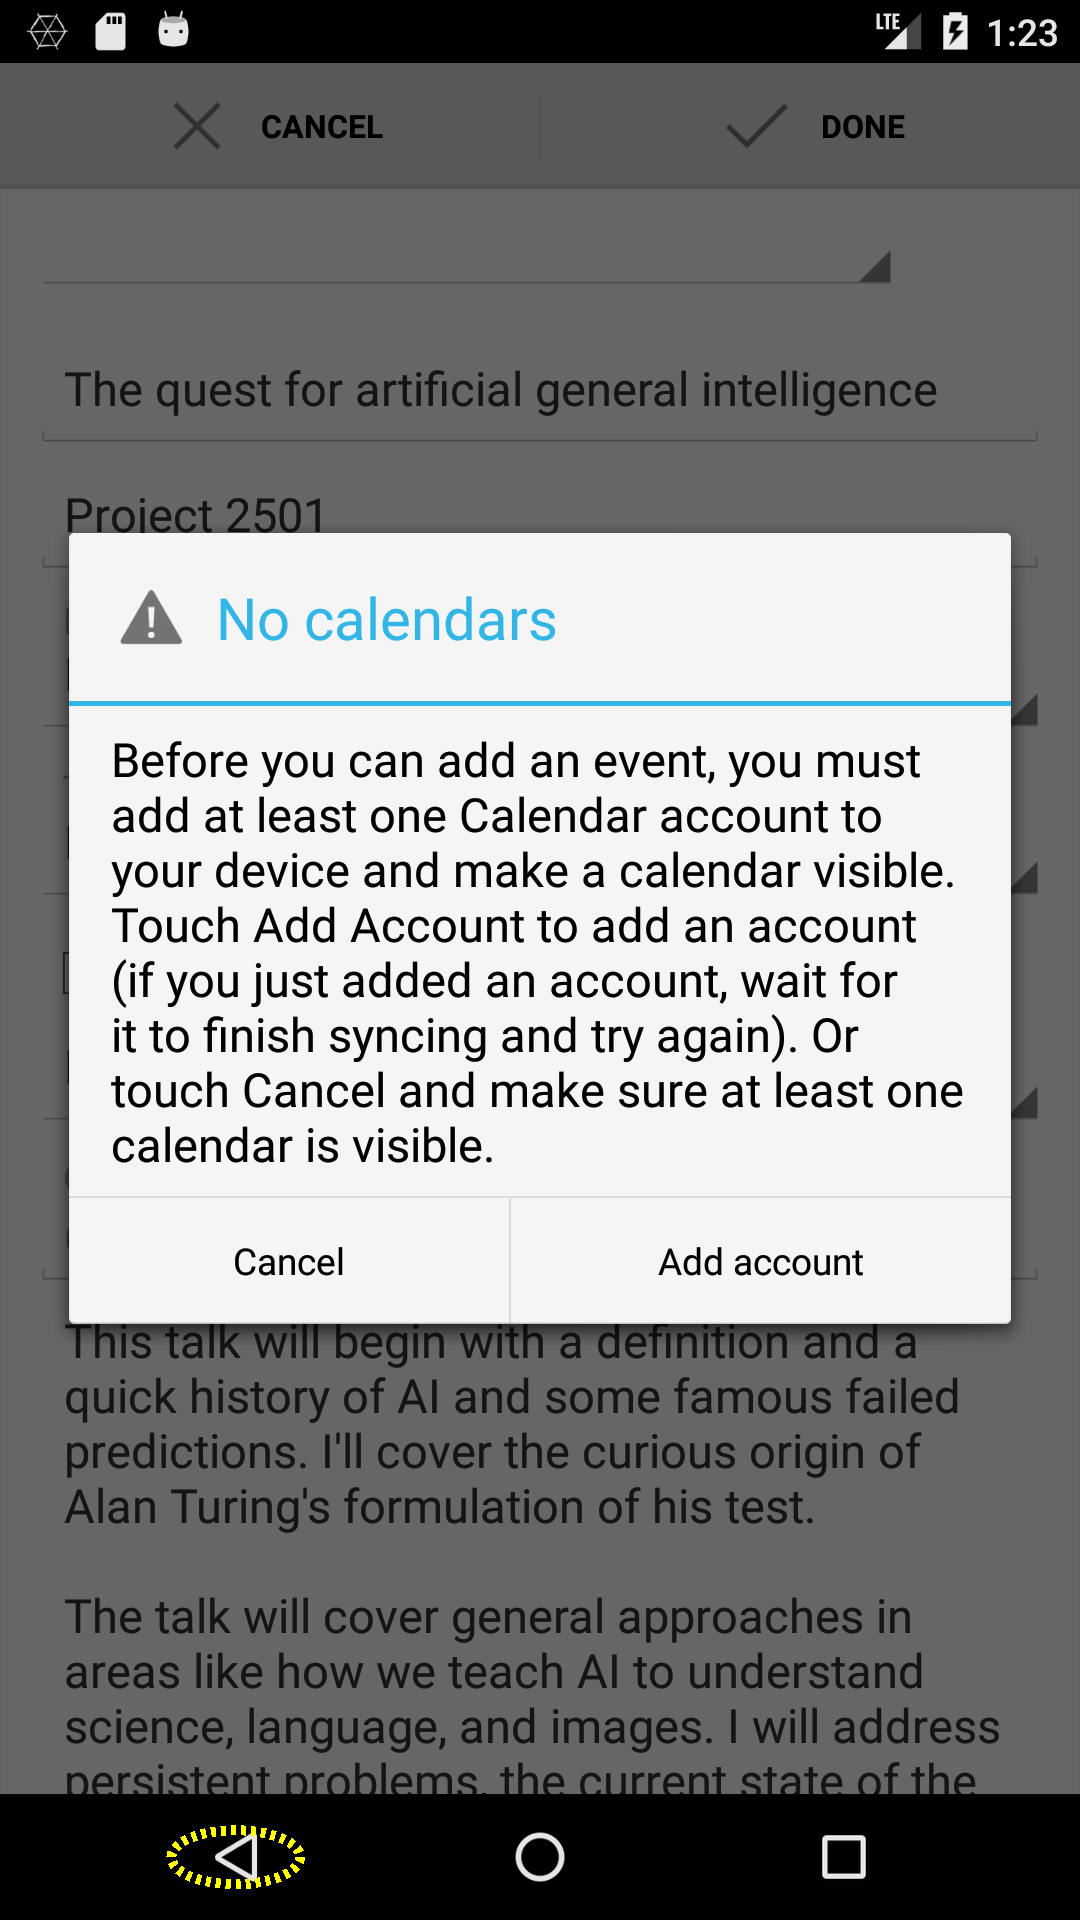 LTE 1:23
CANCEL DONE
The quest for artificial general intelligence
Project 2501
No calendars
Before you can add an event, you must
add at least one Calendar account to
your device and make a calendar visible.
Touch Add Account to add an account
(if you just added an account, wait for
it to finish syncing and try again). Or
touch Cancel and make sure at least one
calendar is visible.
Cancel Add account
This talk will begin with a definition and a
quick history of AI and some famous failed
predictions. I'll cover the curious origin of
Alan Turing's formulation of his test.
The talk will cover general approaches in
areas like how we teach AI to understand
science, language, and images. I will address
persistent problems, the current state of the